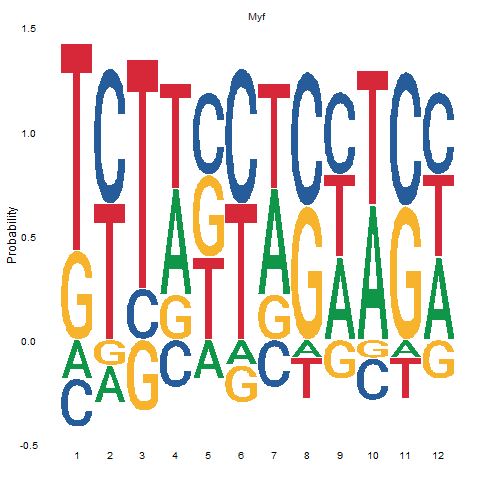 Myf
1.5
1.0
0.5
0.0
-0.5
Probability
T C T T C C T C C T C C
G T C A G T A G T A G T
G T G A A
A G G C A A C A G G A G
C A G T C T
1 2 3 4 5 6 7 8 9 10 11 12